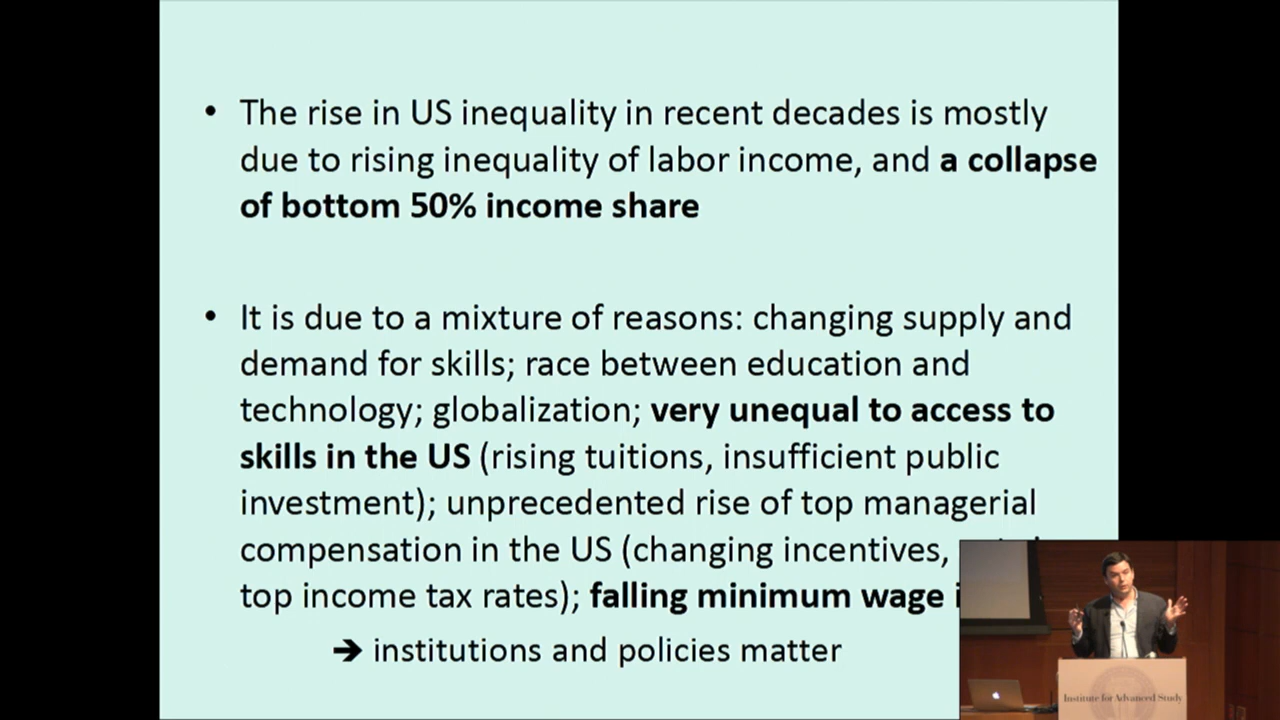 • The rise in US inequality in recent decades is mostly
due to rising inequality of labor income, and a collapse
of bottom 50% income share
• It is due to a mixture of reasons: changing supply and
demand for skills; race between education and
technology; globalization; very unequal to access to
skills in the US (rising tuitions, insufficient public
investment); unprecedented rise of top managerial
compensation in the US (changing incentives,
top income tax rates); falling minimum wage
➔ institutions and policies matter
Institute for Advanced Study